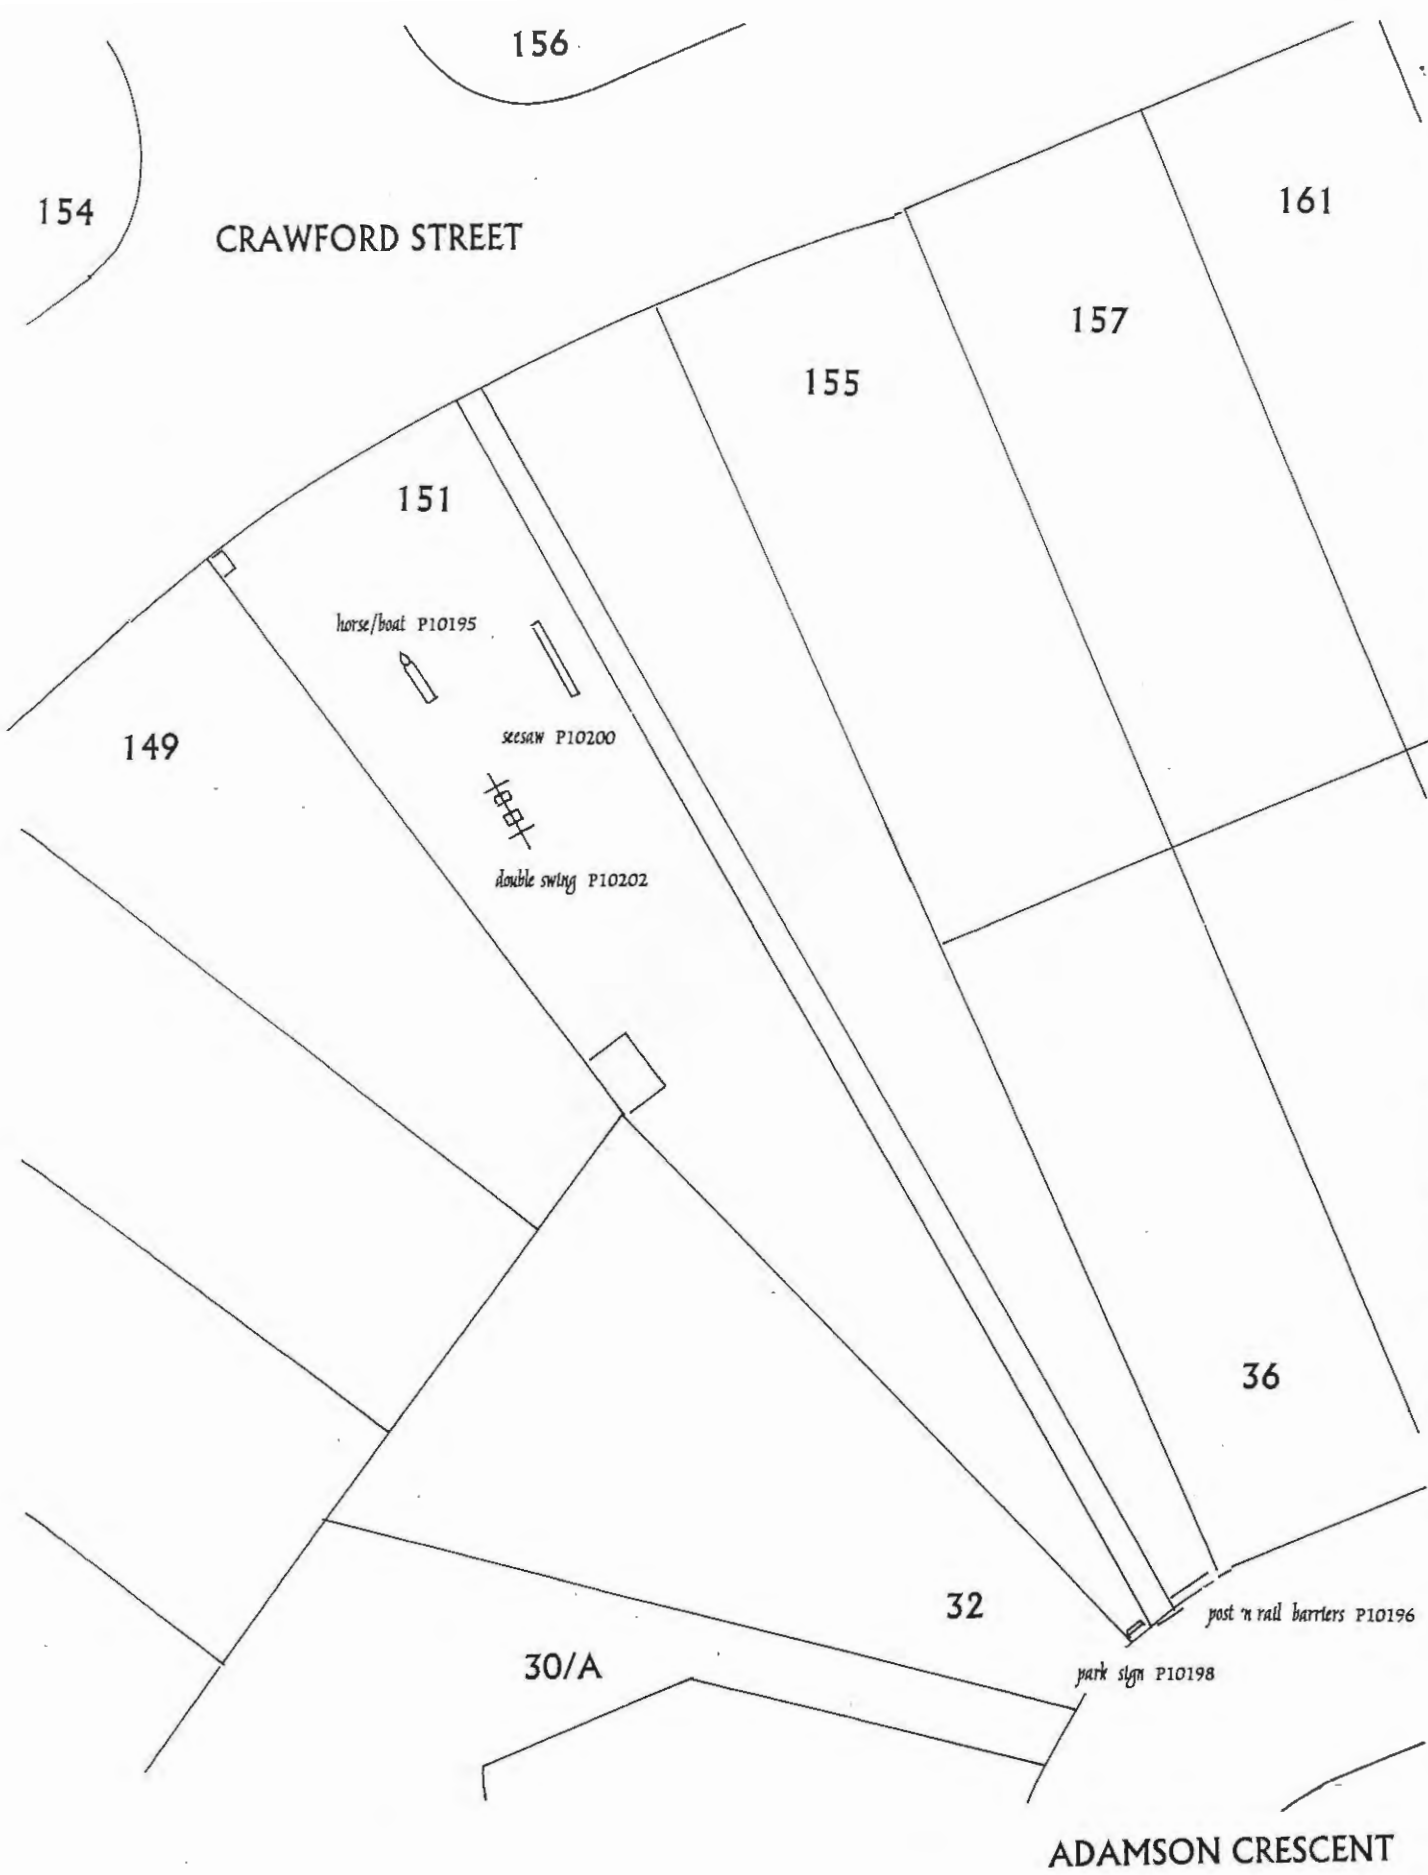 156
154
CRAWFORD STREET
161
157
155
151
horse/boat P10195
seesaw P10200
149
double swing P10202
36
32
post 'n rail barriers P10196
30/A
park sign P10198
ADAMSON CRESCENT